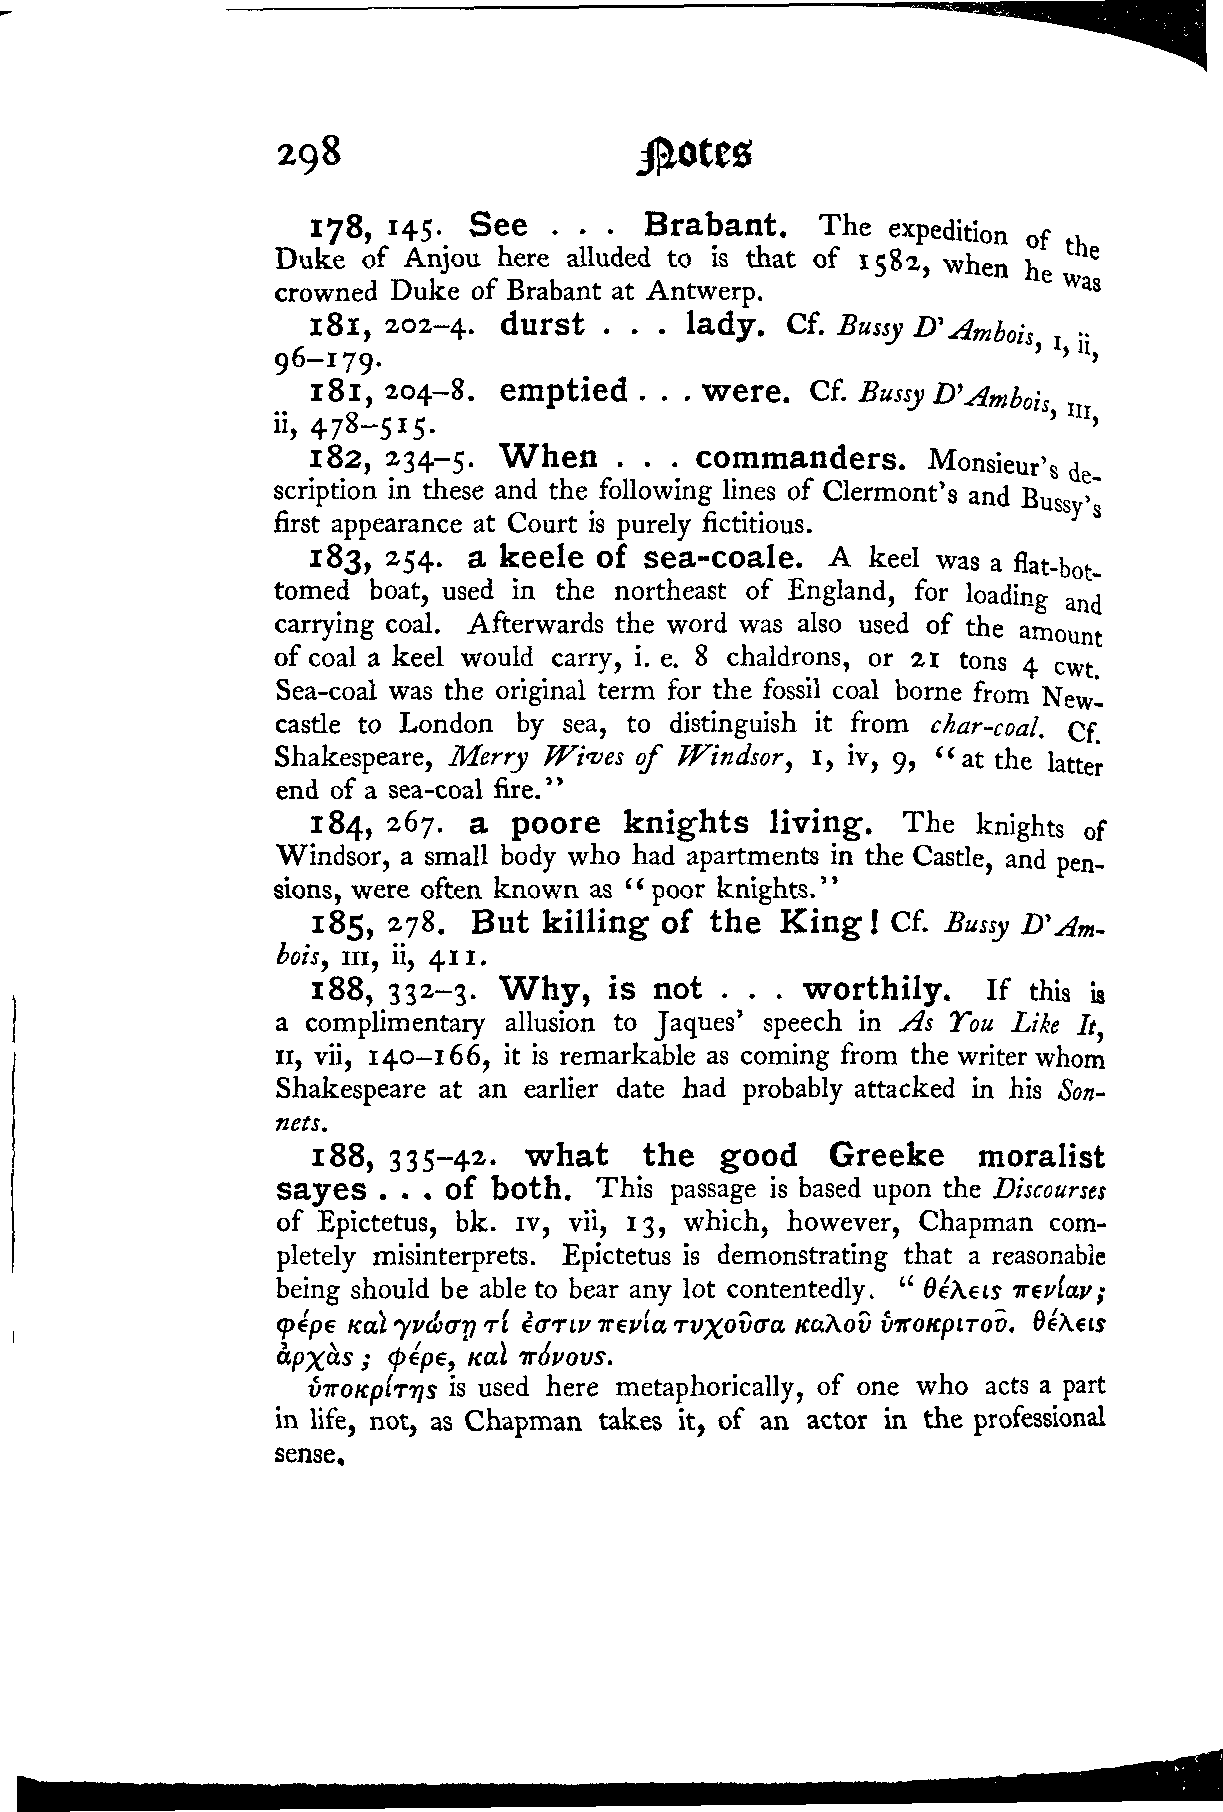 298 Notes
178, 145. See . . . Brabant. The expedition of the
Duke of Anjou here alluded to is that of 1582, when he was
crowned Duke of Brabant at Antwerp.
181, 202–4. durst . . . lady. Cf. Bussy D'Ambois, I, ii,
96–179.
181, 204–8. emptied . . . were. Cf. Bussy D'Ambois, III,
ii, 478–515.
182, 234–5. When . . . commanders. Monsieur's de-
scription in these and the following lines of Clermont's and Bussy's
first appearance at Court is purely fictitious.
183, 254. a keele of sea-coale. A keel was a flat-bot-
tomed boat, used in the northeast of England, for loading and
carrying coal. Afterwards the word was also used of the amount
of coal a keel would carry, i. e. 8 chaldrons, or 21 tons 4 cwt.
Sea-coal was the original term for the fossil coal borne from New-
castle to London by sea, to distinguish it from char-coal. Cf.
Shakespeare, Merry Wives of Windsor, I, iv, 9, "at the latter
end of a sea-coal fire."
184, 267. a poore knights living. The knights of
Windsor, a small body who had apartments in the Castle, and pen-
sions, were often known as "poor knights."
185, 278. But killing of the King! Cf. Bussy D'Am-
bois, III, ii, 411.
188, 332–3. Why, is not . . . worthily. If this is
a complimentary allusion to Jaques' speech in As You Like It,
II, vii, 140–166, it is remarkable as coming from the writer whom
Shakespeare at an earlier date had probably attacked in his Son-
nets.
188, 335–42. what the good Greeke moralist
sayes . . . of both. This passage is based upon the Discourses
of Epictetus, bk. IV, vii, 13, which, however, Chapman com-
pletely misinterprets. Epictetus is demonstrating that a reasonable
being should be able to bear any lot contentedly. "θέλεις πενίαν;
φέρε καὶ γνώσῃ τί ἐστιν πενία τυχοῦσα καλοῦ ὑποκριτοῦ. θέλεις
ἀρχάς; φέρε, καὶ πόνους.
ὑποκρίτης is used here metaphorically, of one who acts a part
in life, not, as Chapman takes it, of an actor in the professional
sense.